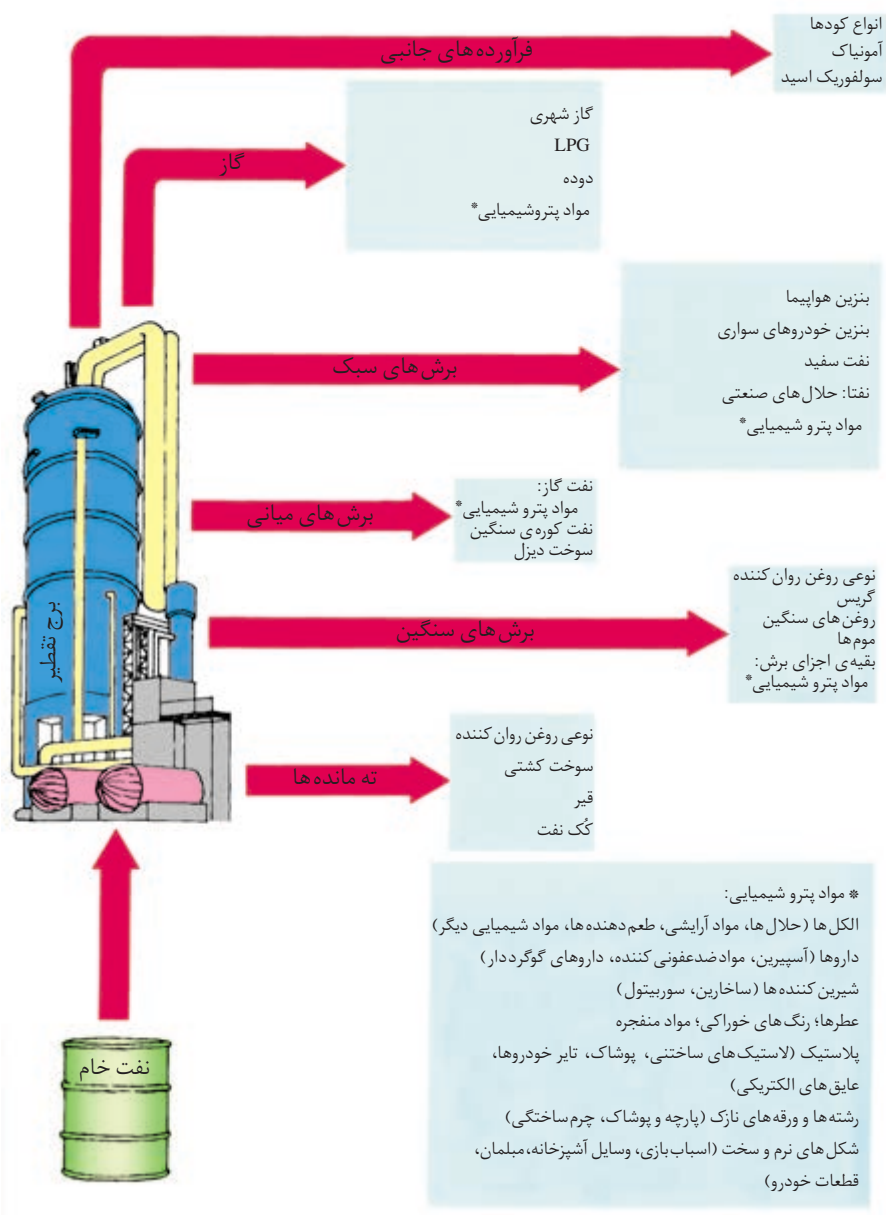 فرآورده‌های جانبی
انواع کودها
آمونیاک
سولفوریک اسید
گاز
گاز شهری
LPG
دوده
مواد پتروشیمیایی*
برش‌های سبک
بنزین هواپیما
بنزین خودروهای سواری
نفت سفید
نفتا: حلال‌های صنعتی
مواد پترو شیمیایی*
برش‌های میانی
نفت گاز:
مواد پترو شیمیایی*
نفت کوره‌ی سنگین
سوخت دیزل
برش‌های سنگین
نوعی روغن روان کننده
گریس
روغن‌های سنگین
موم‌ها
بقیه‌ی اجزای برش:
مواد پترو شیمیایی*
ته مانده‌ها
نوعی روغن روان کننده
سوخت کشتی
قیر
کُک نفت
برج تقطیر
نفت خام
* مواد پترو شیمیایی:
الکل‌ها (حلال‌ها، مواد آرایشی، طعم‌دهنده‌ها، مواد شیمیایی دیگر)
داروها (آسپیرین، موادضدعفونی کننده، داروهای گوگرددار)
شیرین کننده‌ها (ساخارین، سوربیتول)
عطرها؛ رنگ‌های خوراکی؛ مواد منفجره
پلاستیک (لاستیک‌های ساختنی، پوشاک، تایر خودروها،
عایق‌های الکتریکی)
رشته‌ها و ورقه‌های نازک (پارچه و پوشاک، چرم‌ساختگی)
شکل‌های نرم و سخت (اسباب‌بازی، وسایل آشپزخانه،مبلمان،
قطعات خودرو)